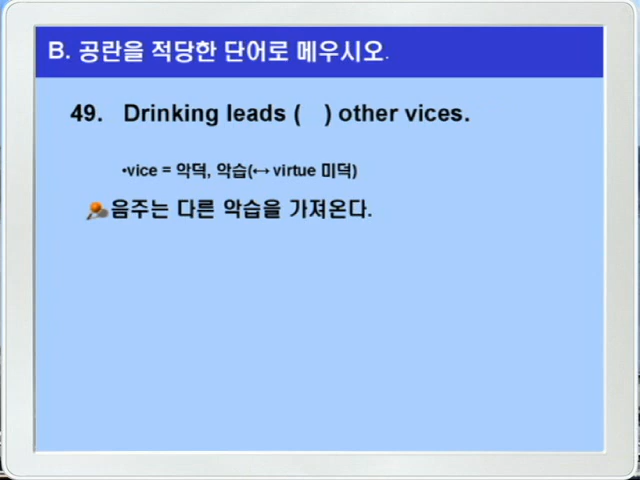 B. 공란을 적당한 단어로 메우시오.
49. Drinking leads ( ) other vices.
•vice = 악덕, 악습(↔ virtue 미덕)
음주는 다른 악습을 가져온다.